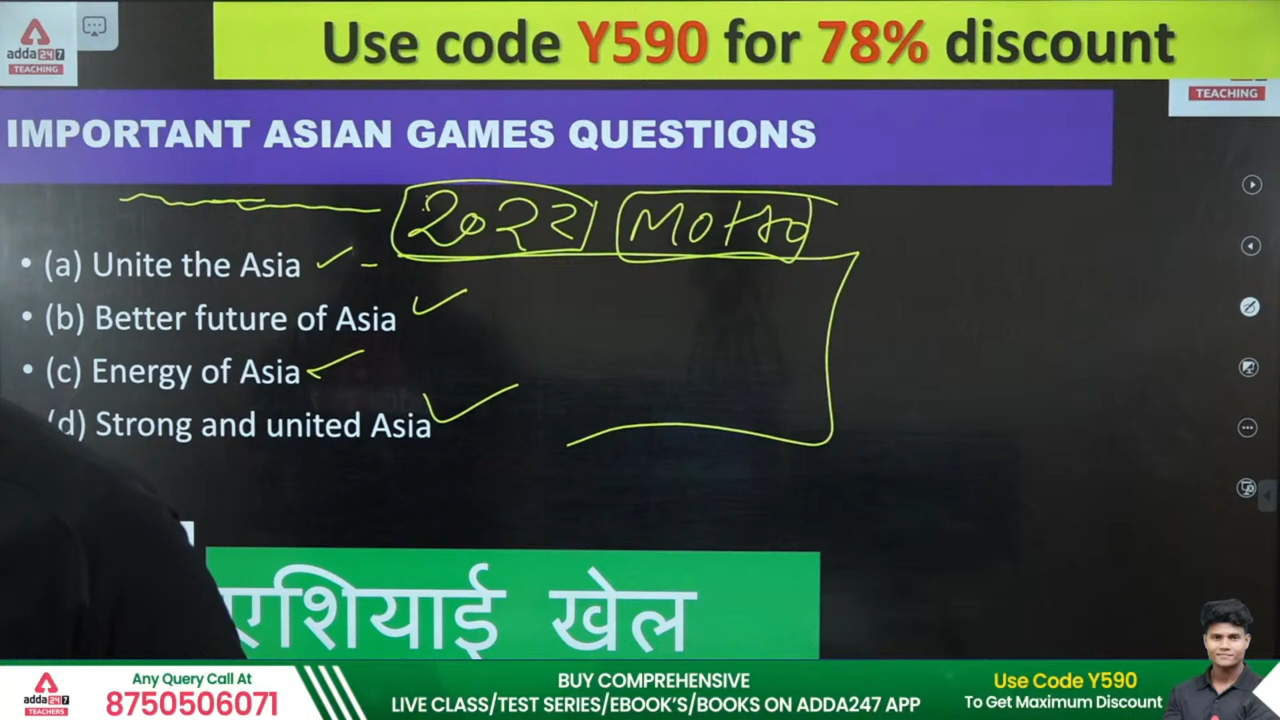 Use code Y590 for 78% discount
adda247
TEACHING
TEACHING
IMPORTANT ASIAN GAMES QUESTIONS
2022 Motto
• (a) Unite the Asia
• (b) Better future of Asia
• (c) Energy of Asia
(d) Strong and united Asia
एशियाई खेल
adda247
TEACHERS
Any Query Call At
8750506071
BUY COMPREHENSIVE
LIVE CLASS/TEST SERIES/EBOOK'S/BOOKS ON ADDA247 APP
Use Code Y590
To Get Maximum Discount